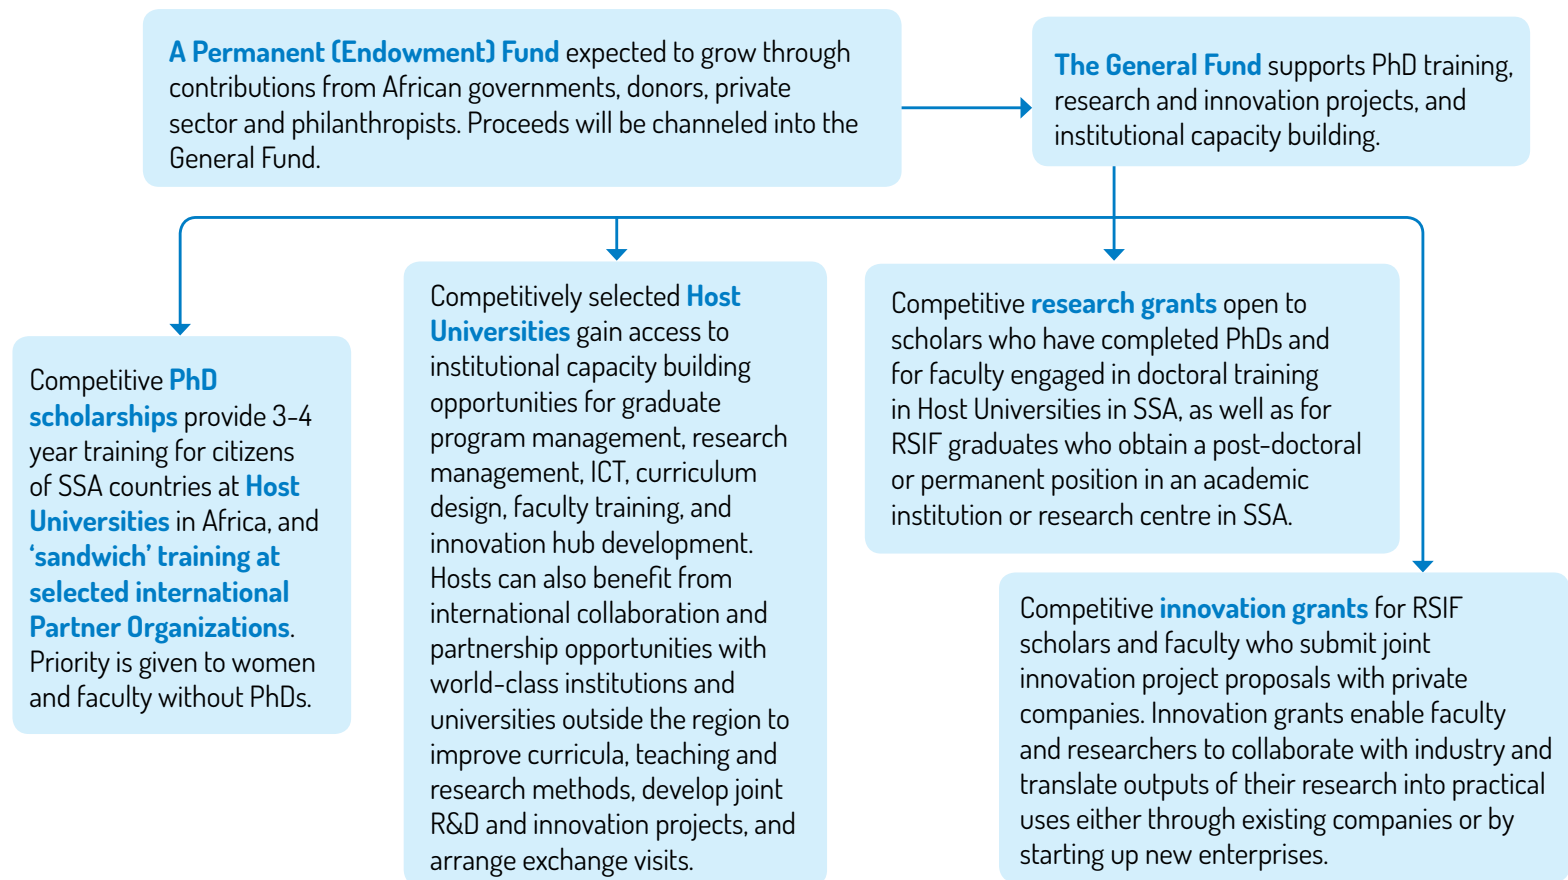 A Permanent (Endowment) Fund expected to grow through
contributions from African governments, donors, private
sector and philanthropists. Proceeds will be channeled into the
General Fund.
The General Fund supports PhD training,
research and innovation projects, and
institutional capacity building.
Competitive PhD
scholarships provide 3-4
year training for citizens
of SSA countries at Host
Universities in Africa, and
‘sandwich’ training at
selected international
Partner Organizations.
Priority is given to women
and faculty without PhDs.
Competitively selected Host
Universities gain access to
institutional capacity building
opportunities for graduate
program management, research
management, ICT, curriculum
design, faculty training, and
innovation hub development.
Hosts can also benefit from
international collaboration and
partnership opportunities with
world-class institutions and
universities outside the region to
improve curricula, teaching and
research methods, develop joint
R&D and innovation projects, and
arrange exchange visits.
Competitive research grants open to
scholars who have completed PhDs and
for faculty engaged in doctoral training
in Host Universities in SSA, as well as for
RSIF graduates who obtain a post-doctoral
or permanent position in an academic
institution or research centre in SSA.
Competitive innovation grants for RSIF
scholars and faculty who submit joint
innovation project proposals with private
companies. Innovation grants enable faculty
and researchers to collaborate with industry and
translate outputs of their research into practical
uses either through existing companies or by
starting up new enterprises.